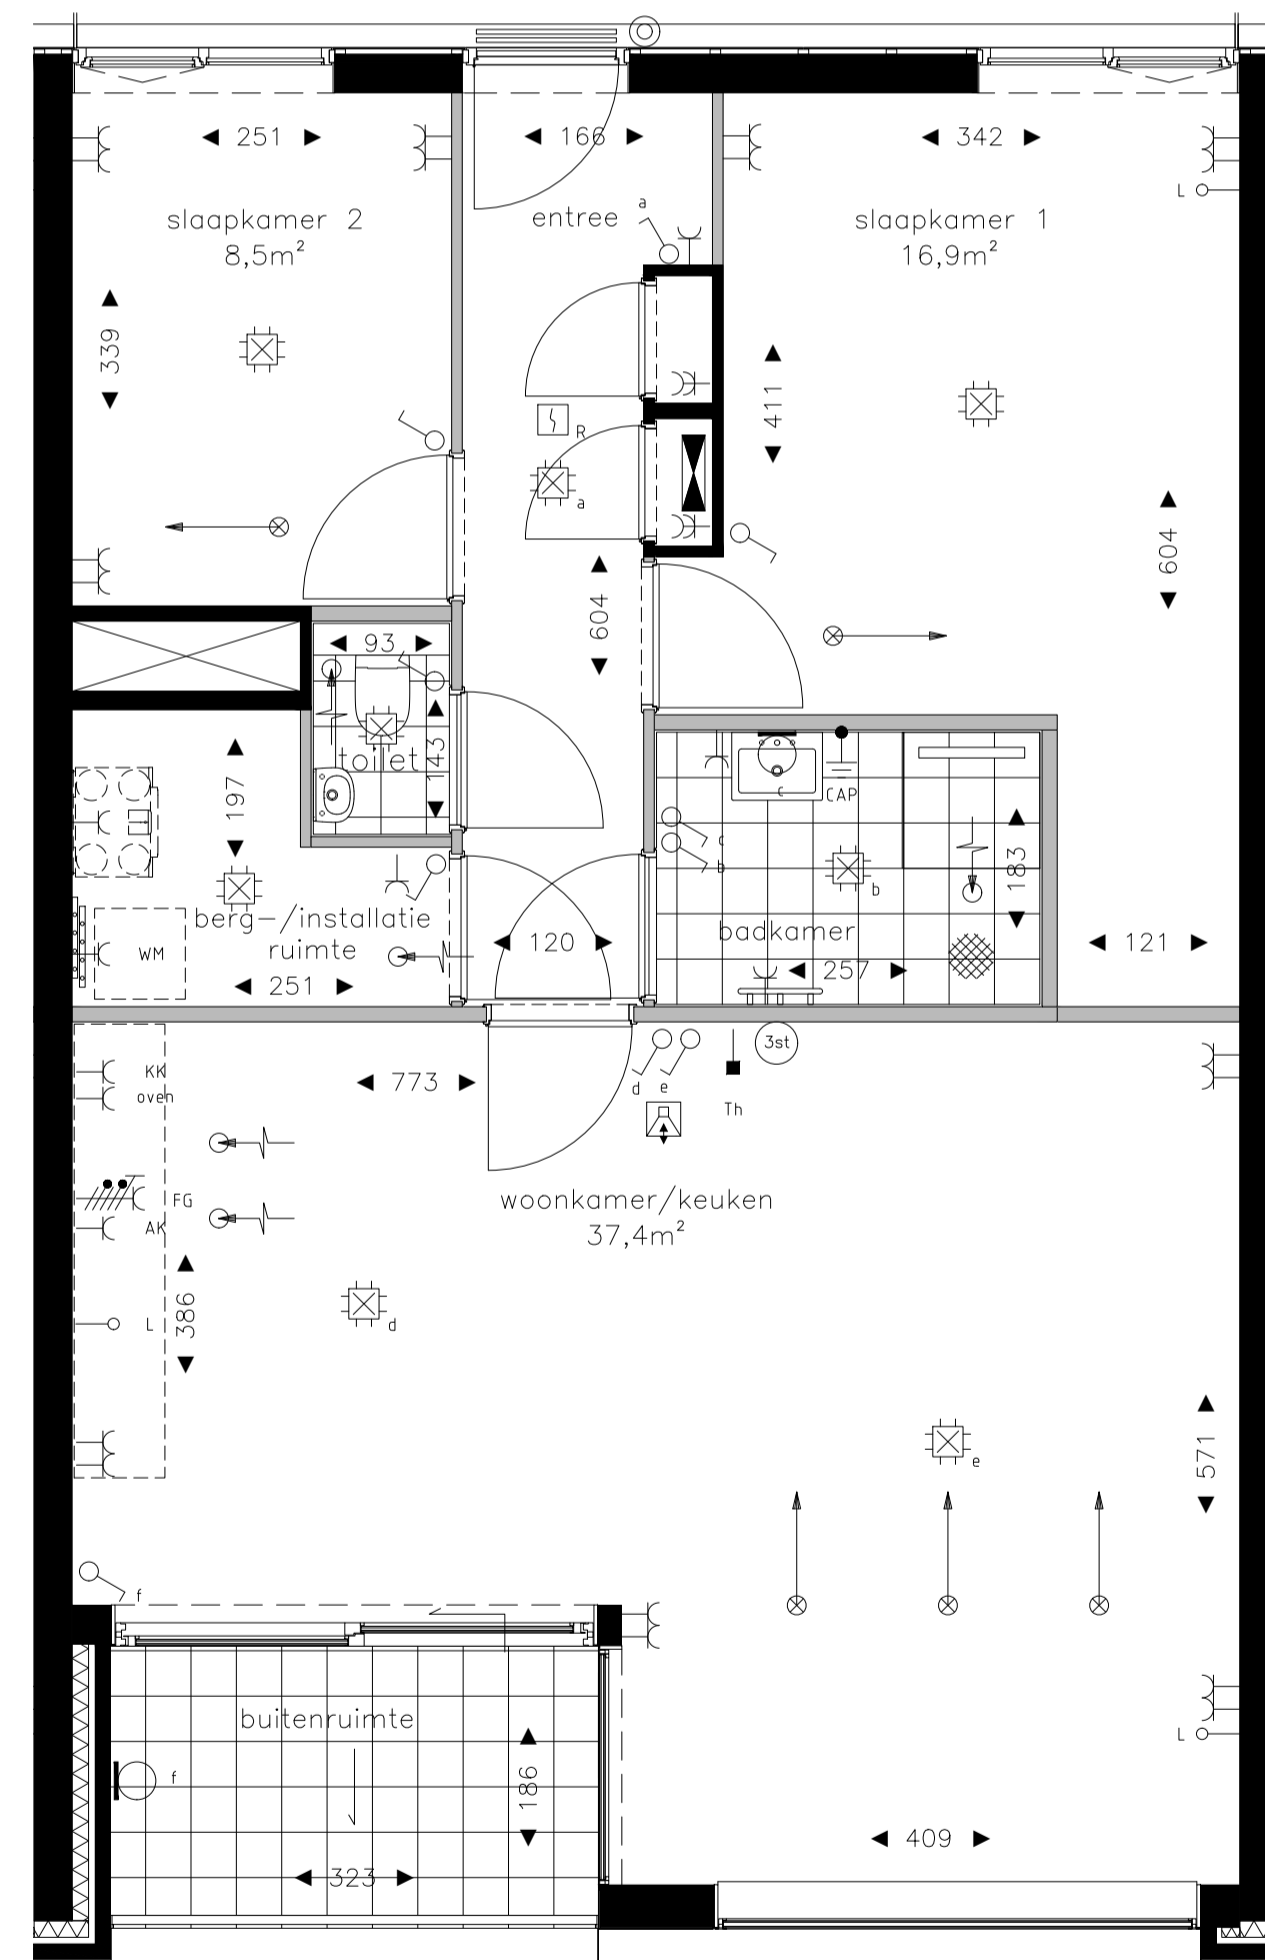 251
166
342
L
slaapkamer 2
8,5m²
entree
a
slaapkamer 1
16,9m²
339
411
R
a
604
604
93
toilet
143
197
c
CAP
c
b
b
183
berg-/installatie
ruimte
WM
251
120
badkamer
257
121
3st
KK
oven
773
d
e
Th
FG
AK
woonkamer/keuken
37,4m²
386
L
d
e
571
f
buitenruimte
f
186
323
L
409